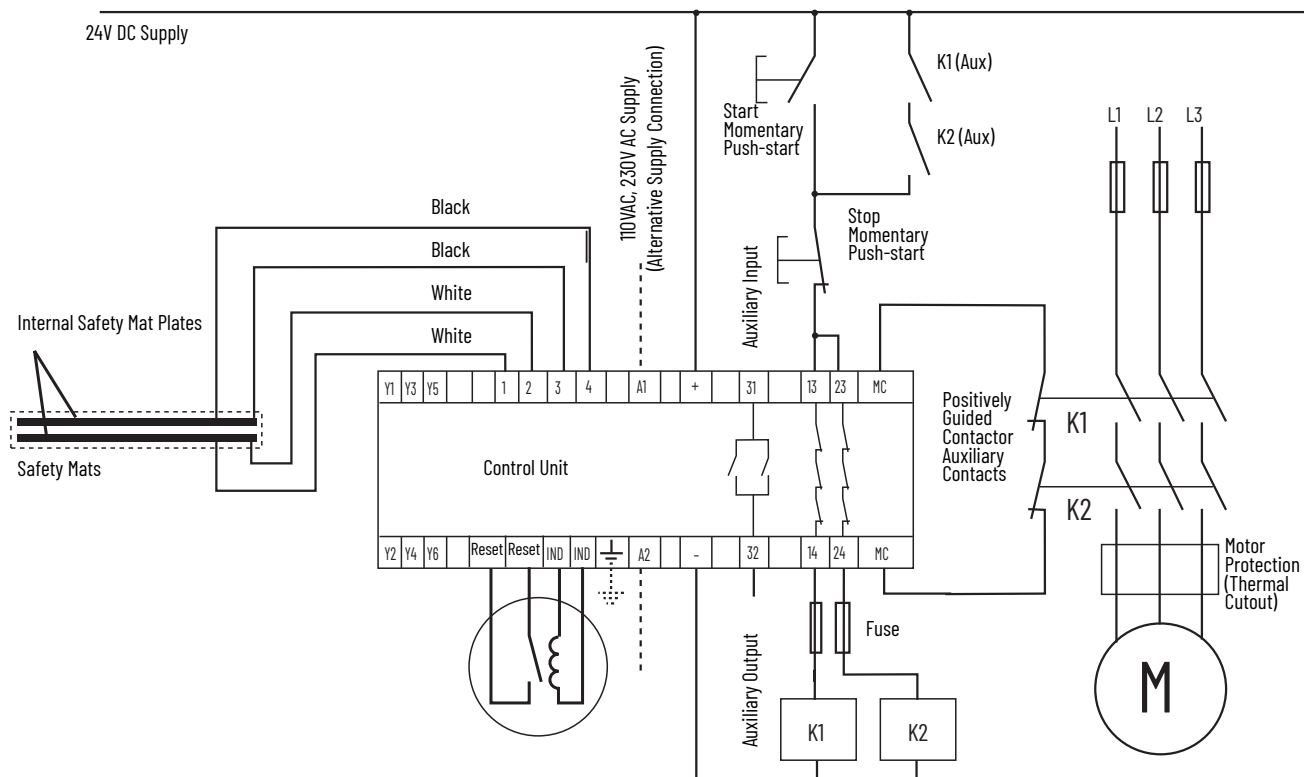 24V DC Supply
110VAC, 230V AC Supply
(Alternative Supply Connection)
Start
Momentary
Push-start
K1 (Aux)
K2 (Aux)
L1 L2 L3
Black
Black
White
White
Stop
Momentary
Push-start
Auxiliary Input
Internal Safety Mat Plates
Safety Mats
Y1 Y3 Y5 1 2 3 4 A1 + 31 13 23 MC
Control Unit
Positively
Guided
Contactor
Auxiliary
Contacts
K1
K2
Y2 Y4 Y6 Reset Reset IND IND A2 - 32 14 24 MC
Motor
Protection
(Thermal
Cutout)
Fuse
Auxiliary Output
K1 K2
M